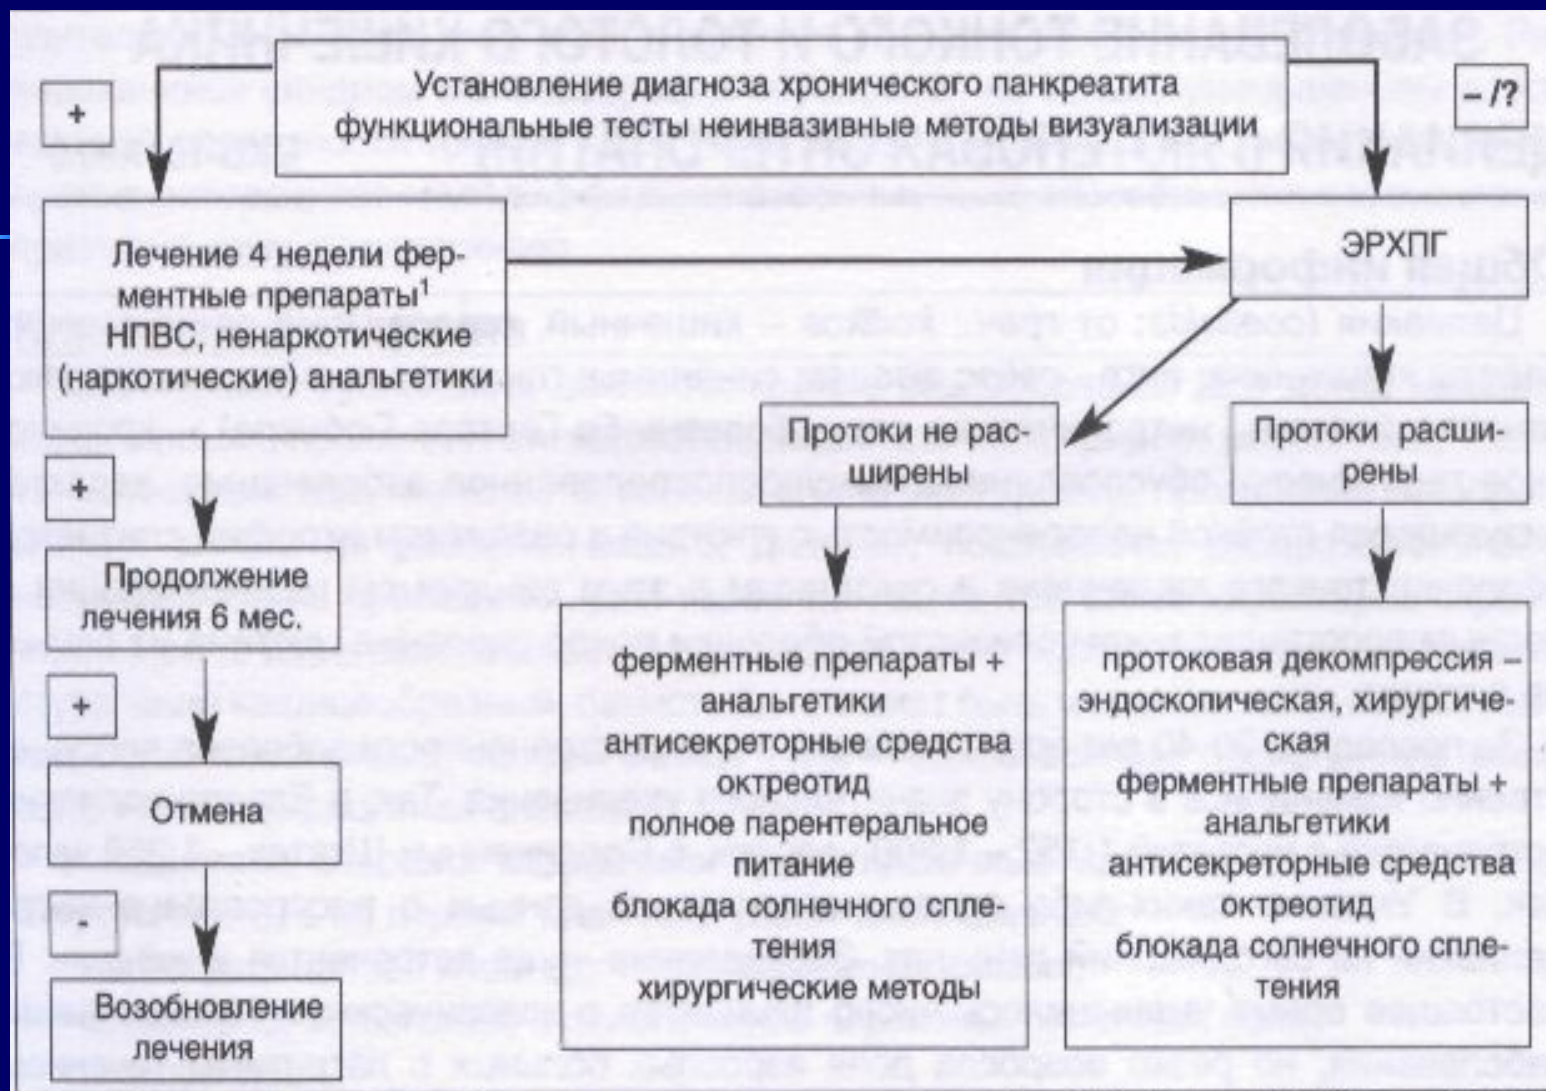 Установление диагноза хронического панкреатита
функциональные тесты неинвазивные методы визуализации
+
– /?
Лечение 4 недели фер-
ментные препараты¹
НПВС, ненаркотические
(наркотические) анальгетики
ЭРХПГ
Протоки не рас-
ширены
Протоки расши-
рены
+
Продолжение
лечения 6 мес.
+
Отмена
-
Возобновление
лечения
ферментные препараты +
анальгетики
антисекреторные средства
октреотид
полное парентеральное
питание
блокада солнечного спле-
тения
хирургические методы
протоковая декомпрессия –
эндоскопическая, хирургиче-
ская
ферментные препараты +
анальгетики
антисекреторные средства
октреотид
блокада солнечного спле-
тения